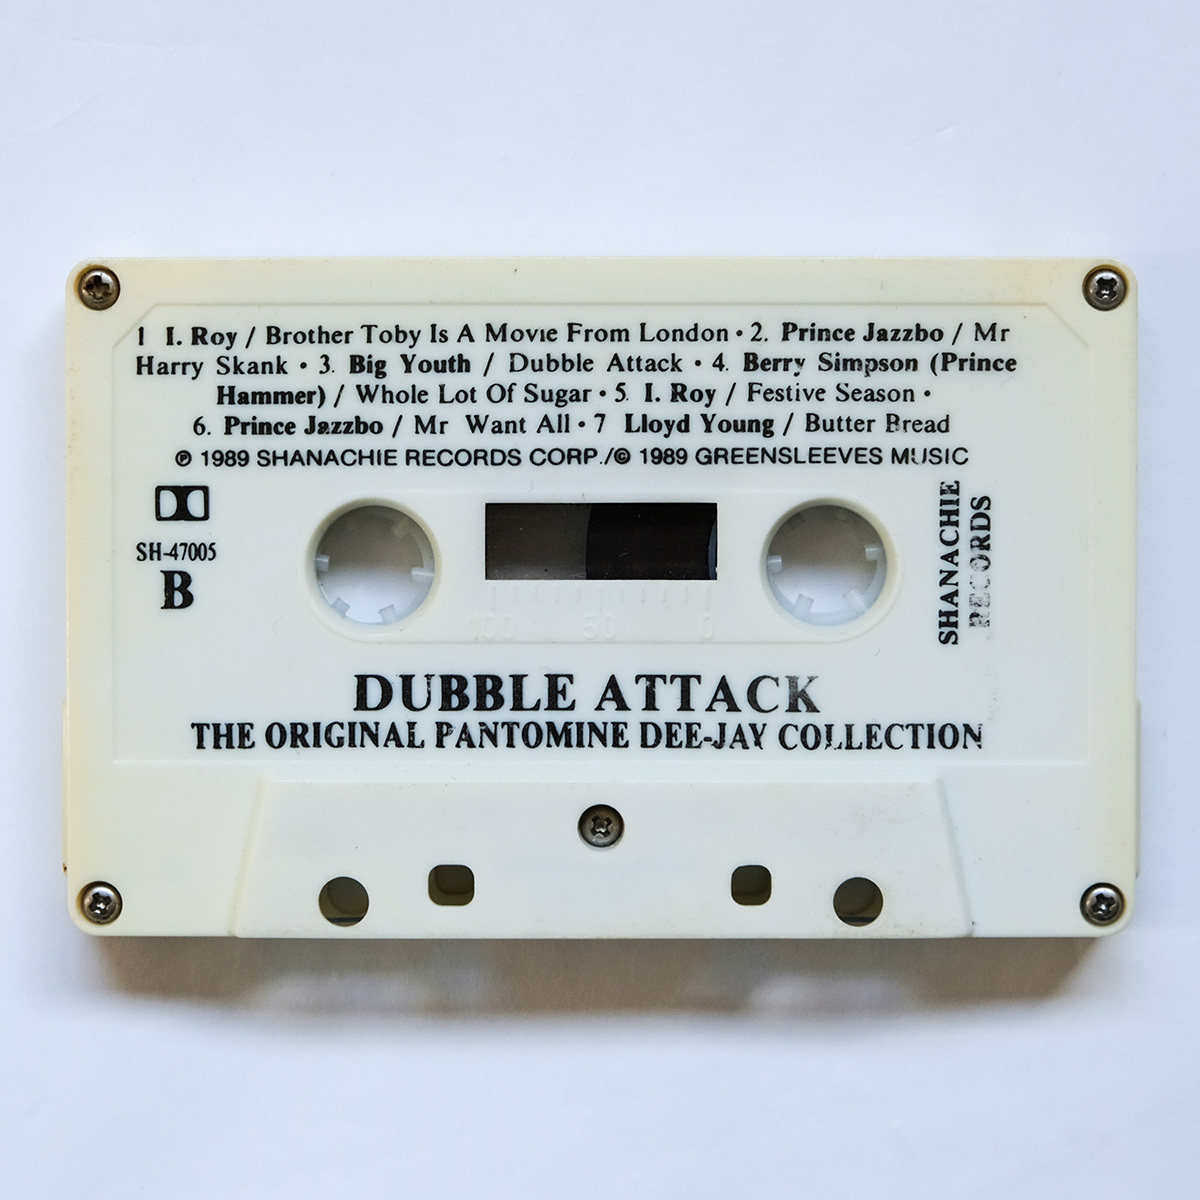 1 I. Roy / Brother Toby Is A Movie From London • 2. Prince Jazzbo / Mr
Harry Skank • 3. Big Youth / Dubble Attack • 4. Berry Simpson (Prince
Hammer) / Whole Lot Of Sugar • 5. I. Roy / Festive Season •
6. Prince Jazzbo / Mr Want All • 7 Lloyd Young / Butter Bread
℗ 1989 SHANACHIE RECORDS CORP./© 1989 GREENSLEEVES MUSIC
SH-47005
B
SHANACHIE
RECORDS
100 50 0
DUBBLE ATTACK
THE ORIGINAL PANTOMINE DEE-JAY COLLECTION